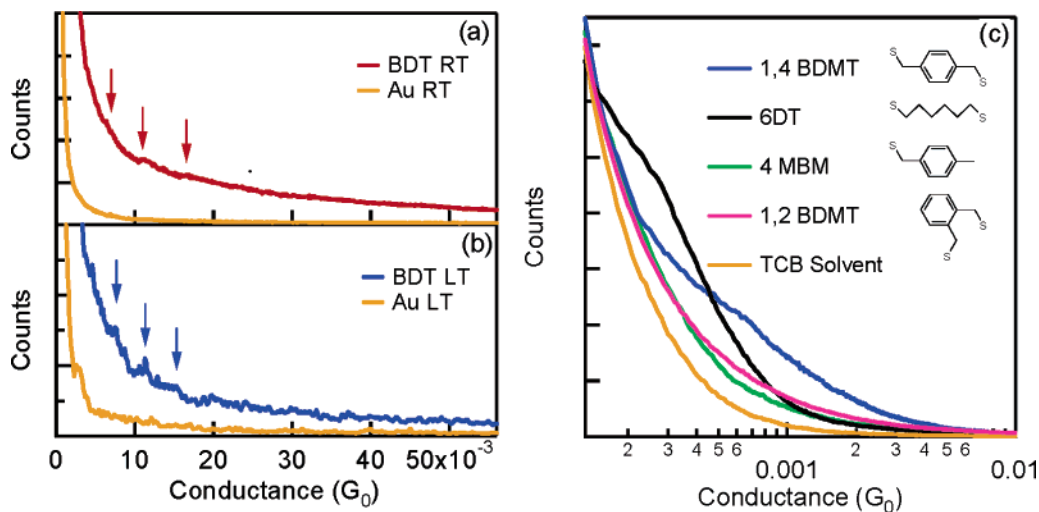 (a)
BDT RT
Au RT
Counts
(b)
BDT LT
Au LT
Counts
0 10 20 30 40 50x10⁻³
Conductance (G₀)
(c)
1,4 BDMT
S
S
6DT
S
S
4 MBM
S
1,2 BDMT
S
S
TCB Solvent
Counts
2 3 4 5 6 2 3 4 5 6
0.001 0.01
Conductance (G₀)